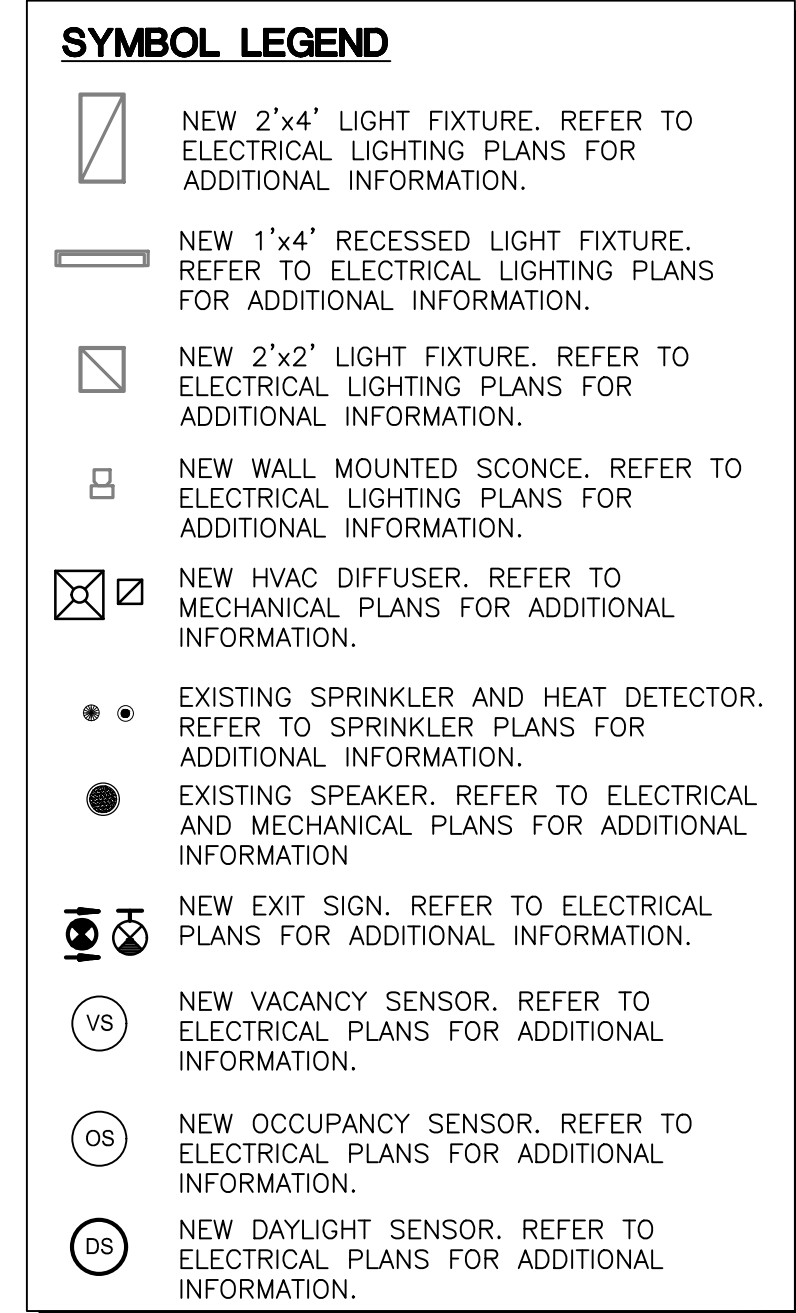 SYMBOL LEGEND
NEW 2'x4' LIGHT FIXTURE. REFER TO
ELECTRICAL LIGHTING PLANS FOR
ADDITIONAL INFORMATION.
NEW 1'x4' RECESSED LIGHT FIXTURE.
REFER TO ELECTRICAL LIGHTING PLANS
FOR ADDITIONAL INFORMATION.
NEW 2'x2' LIGHT FIXTURE. REFER TO
ELECTRICAL LIGHTING PLANS FOR
ADDITIONAL INFORMATION.
NEW WALL MOUNTED SCONCE. REFER TO
ELECTRICAL LIGHTING PLANS FOR
ADDITIONAL INFORMATION.
NEW HVAC DIFFUSER. REFER TO
MECHANICAL PLANS FOR ADDITIONAL
INFORMATION.
EXISTING SPRINKLER AND HEAT DETECTOR.
REFER TO SPRINKLER PLANS FOR
ADDITIONAL INFORMATION.
EXISTING SPEAKER. REFER TO ELECTRICAL
AND MECHANICAL PLANS FOR ADDITIONAL
INFORMATION
NEW EXIT SIGN. REFER TO ELECTRICAL
PLANS FOR ADDITIONAL INFORMATION.
VS
NEW VACANCY SENSOR. REFER TO
ELECTRICAL PLANS FOR ADDITIONAL
INFORMATION.
OS
NEW OCCUPANCY SENSOR. REFER TO
ELECTRICAL PLANS FOR ADDITIONAL
INFORMATION.
DS
NEW DAYLIGHT SENSOR. REFER TO
ELECTRICAL PLANS FOR ADDITIONAL
INFORMATION.